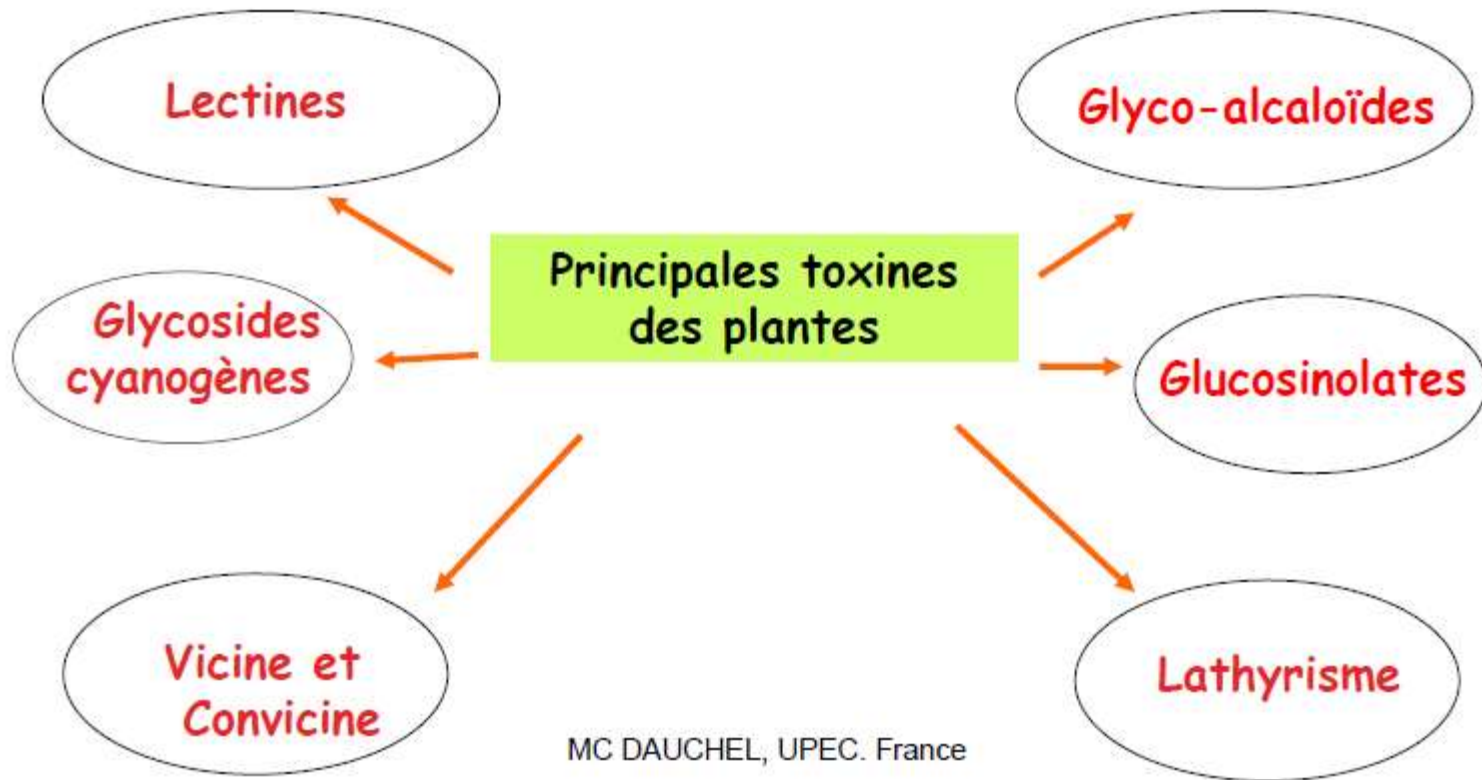 Lectines
Glyco-alcaloïdes
Principales toxines
des plantes
Glycosides
cyanogènes
Glucosinolates
Vicine et
Convicine
Lathyrisme
MC DAUCHEL, UPEC. France